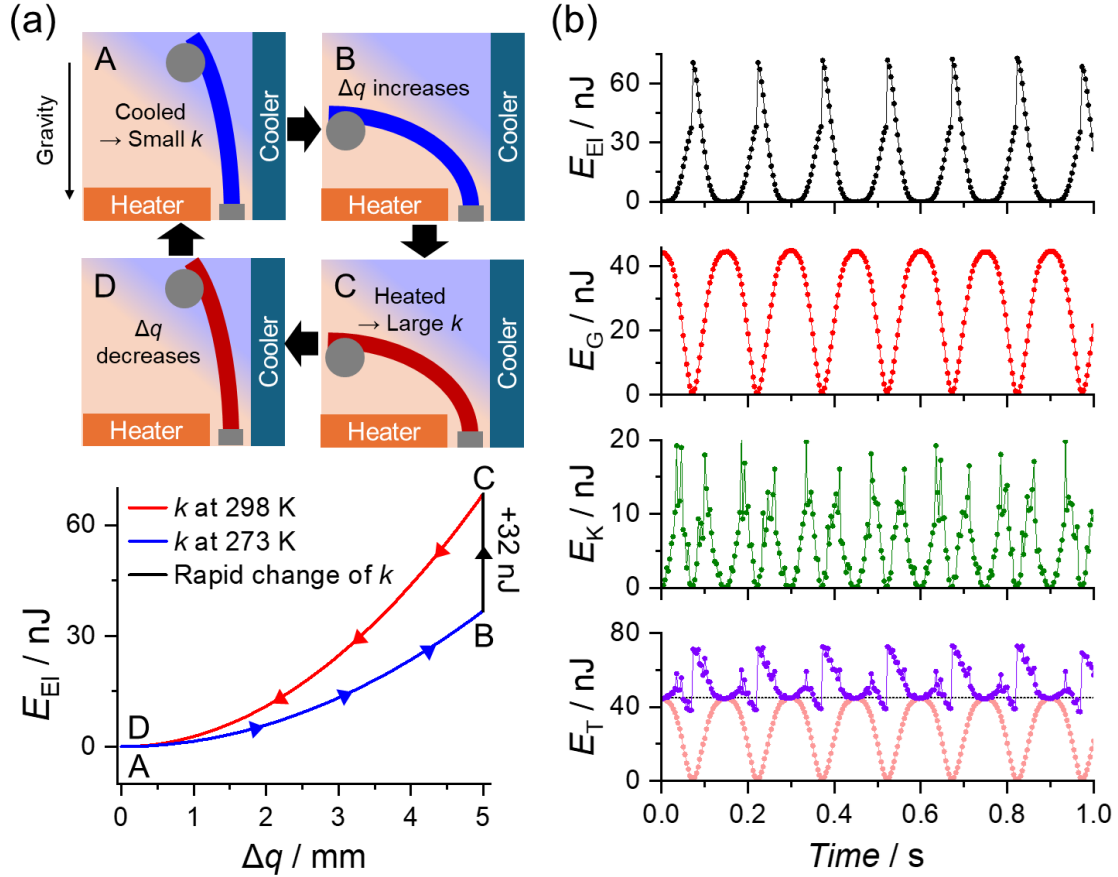 (a)
Gravity
A
Cooled
→ Small k
Heater
Cooler
B
Δq increases
Heater
Cooler
D
Δq
decreases
Heater
Cooler
C
Heated
→ Large k
Heater
Cooler
E_El / nJ
60
30
0
k at 298 K
k at 273 K
Rapid change of k
C
+32 nJ
B
D
A
0 1 2 3 4 5
Δq / mm
(b)
E_El / nJ
60
30
0
E_G / nJ
40
20
0
E_K / nJ
20
10
0
E_T / nJ
80
40
0
0.0 0.2 0.4 0.6 0.8 1.0
Time / s